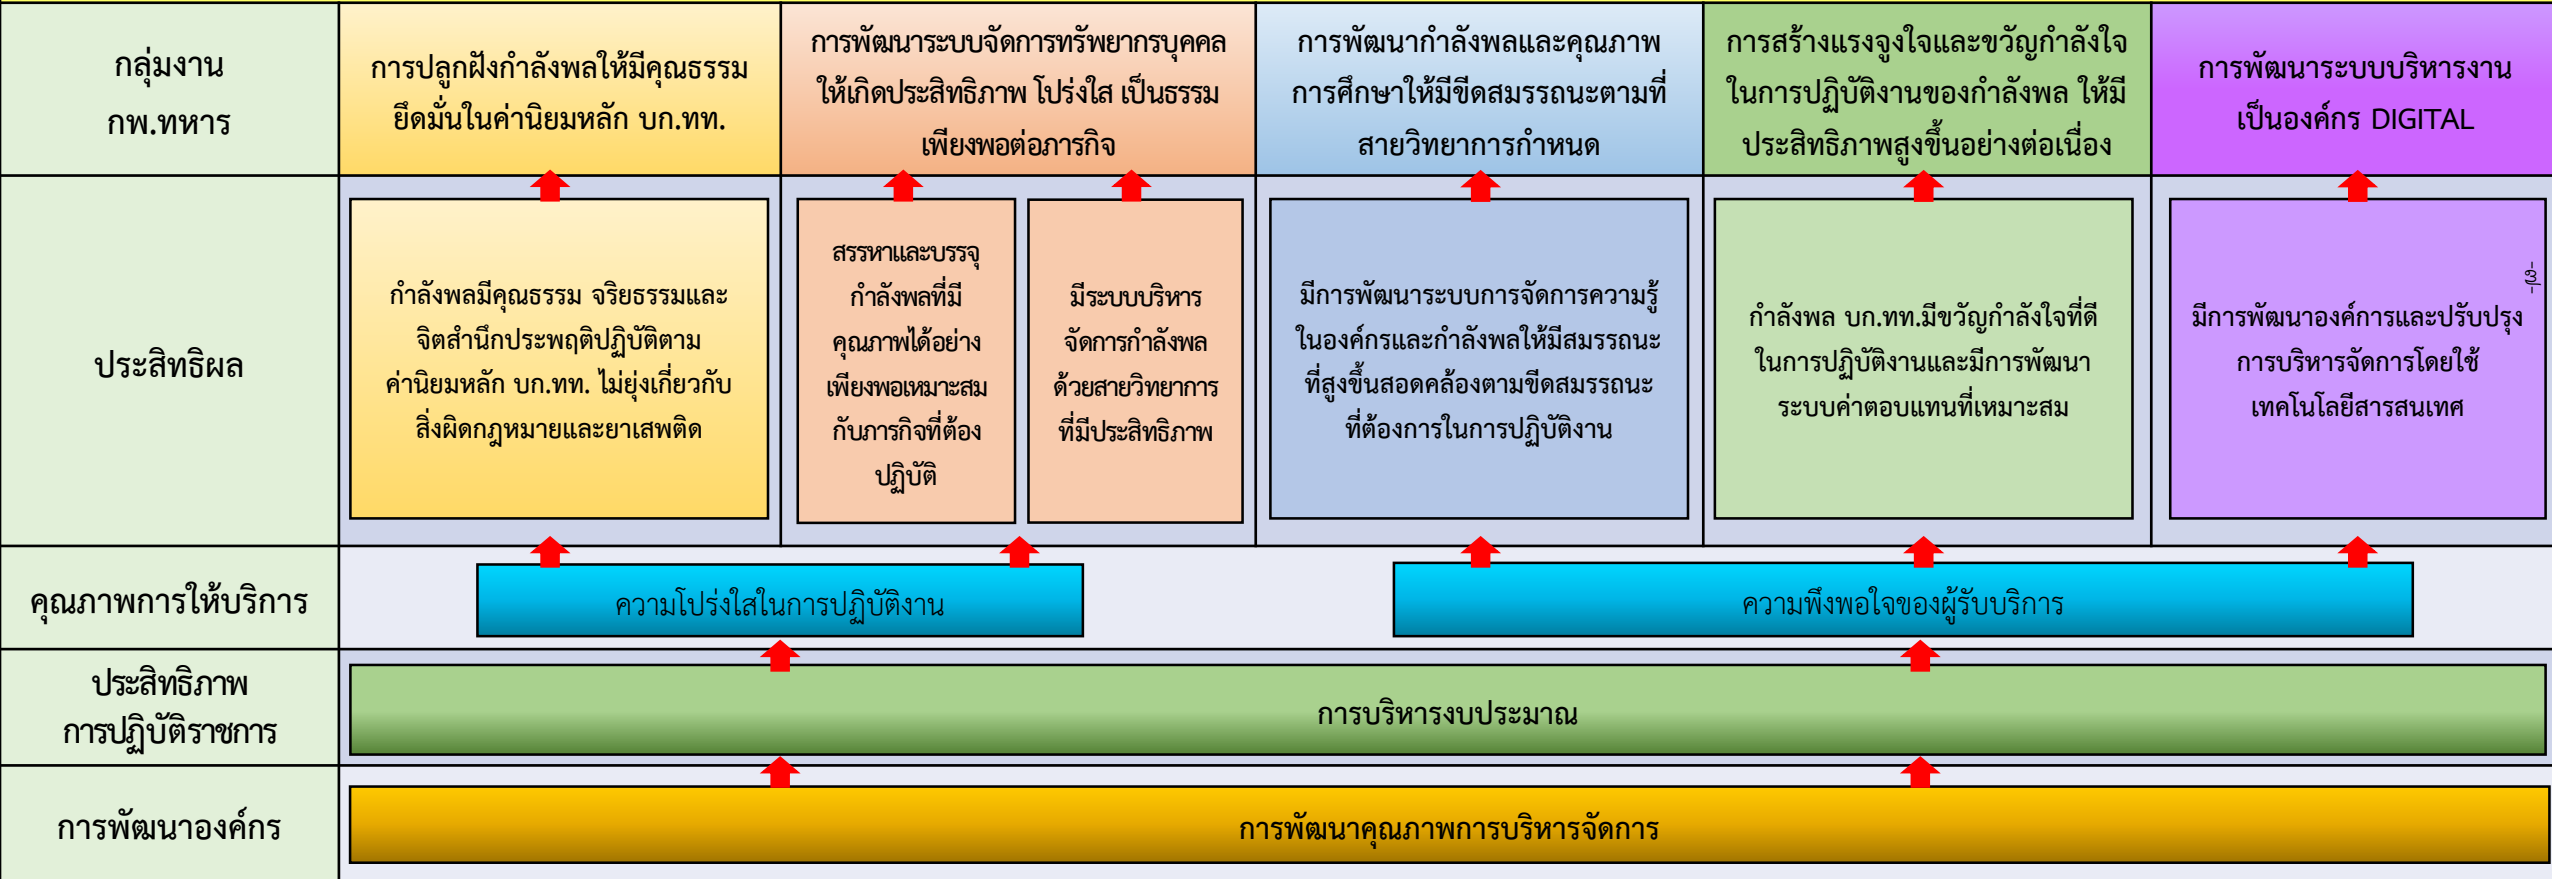 กลุ่มงาน
กพ.ทหาร
การปลูกฝังกำลังพลให้มีคุณธรรม
ยึดมั่นในค่านิยมหลัก บก.ทท.
การพัฒนาระบบจัดการทรัพยากรบุคคล
ให้เกิดประสิทธิภาพ โปร่งใส เป็นธรรม
เพียงพอต่อภารกิจ
การพัฒนากำลังพลและคุณภาพ
การศึกษาให้มีขีดสมรรถนะตามที่
สายวิทยาการกำหนด
การสร้างแรงจูงใจและขวัญกำลังใจ
ในการปฏิบัติงานของกำลังพล ให้มี
ประสิทธิภาพสูงขึ้นอย่างต่อเนื่อง
การพัฒนาระบบบริหารงาน
เป็นองค์กร DIGITAL
ประสิทธิผล
กำลังพลมีคุณธรรม จริยธรรมและ
จิตสำนึกประพฤติปฏิบัติตาม
ค่านิยมหลัก บก.ทท. ไม่ยุ่งเกี่ยวกับ
สิ่งผิดกฎหมายและยาเสพติด
สรรหาและบรรจุ
กำลังพลที่มี
คุณภาพได้อย่าง
เพียงพอเหมาะสม
กับภารกิจที่ต้อง
ปฏิบัติ
มีระบบบริหาร
จัดการกำลังพล
ด้วยสายวิทยาการ
ที่มีประสิทธิภาพ
มีการพัฒนาระบบการจัดการความรู้
ในองค์กรและกำลังพลให้มีสมรรถนะ
ที่สูงขึ้นสอดคล้องตามขีดสมรรถนะ
ที่ต้องการในการปฏิบัติงาน
กำลังพล บก.ทท.มีขวัญกำลังใจที่ดี
ในการปฏิบัติงานและมีการพัฒนา
ระบบค่าตอบแทนที่เหมาะสม
มีการพัฒนาองค์การและปรับปรุง
การบริหารจัดการโดยใช้
เทคโนโลยีสารสนเทศ
คุณภาพการให้บริการ
ความโปร่งใสในการปฏิบัติงาน
ความพึงพอใจของผู้รับบริการ
ประสิทธิภาพ
การปฏิบัติราชการ
การบริหารงบประมาณ
การพัฒนาองค์กร
การพัฒนาคุณภาพการบริหารจัดการ